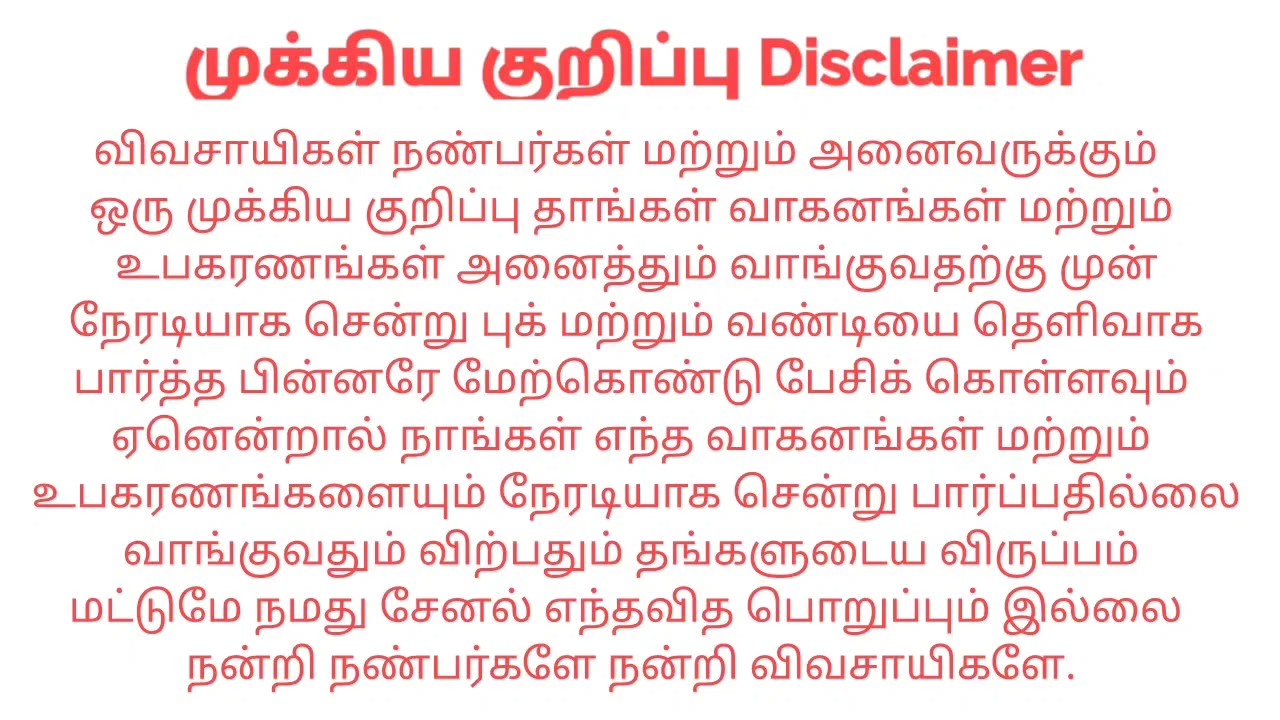 முக்கிய குறிப்பு Disclaimer
விவசாயிகள் நண்பர்கள் மற்றும் அனைவருக்கும்
ஒரு முக்கிய குறிப்பு தாங்கள் வாகனங்கள் மற்றும்
உபகரணங்கள் அனைத்தும் வாங்குவதற்கு முன்
நேரடியாக சென்று புக் மற்றும் வண்டியை தெளிவாக
பார்த்த பின்னரே மேற்கொண்டு பேசிக் கொள்ளவும்
ஏனென்றால் நாங்கள் எந்த வாகனங்கள் மற்றும்
உபகரணங்களையும் நேரடியாக சென்று பார்ப்பதில்லை
வாங்குவதும் விற்பதும் தங்களுடைய விருப்பம்
மட்டுமே நமது சேனல் எந்தவித பொறுப்பும் இல்லை
நன்றி நண்பர்களே நன்றி விவசாயிகளே.